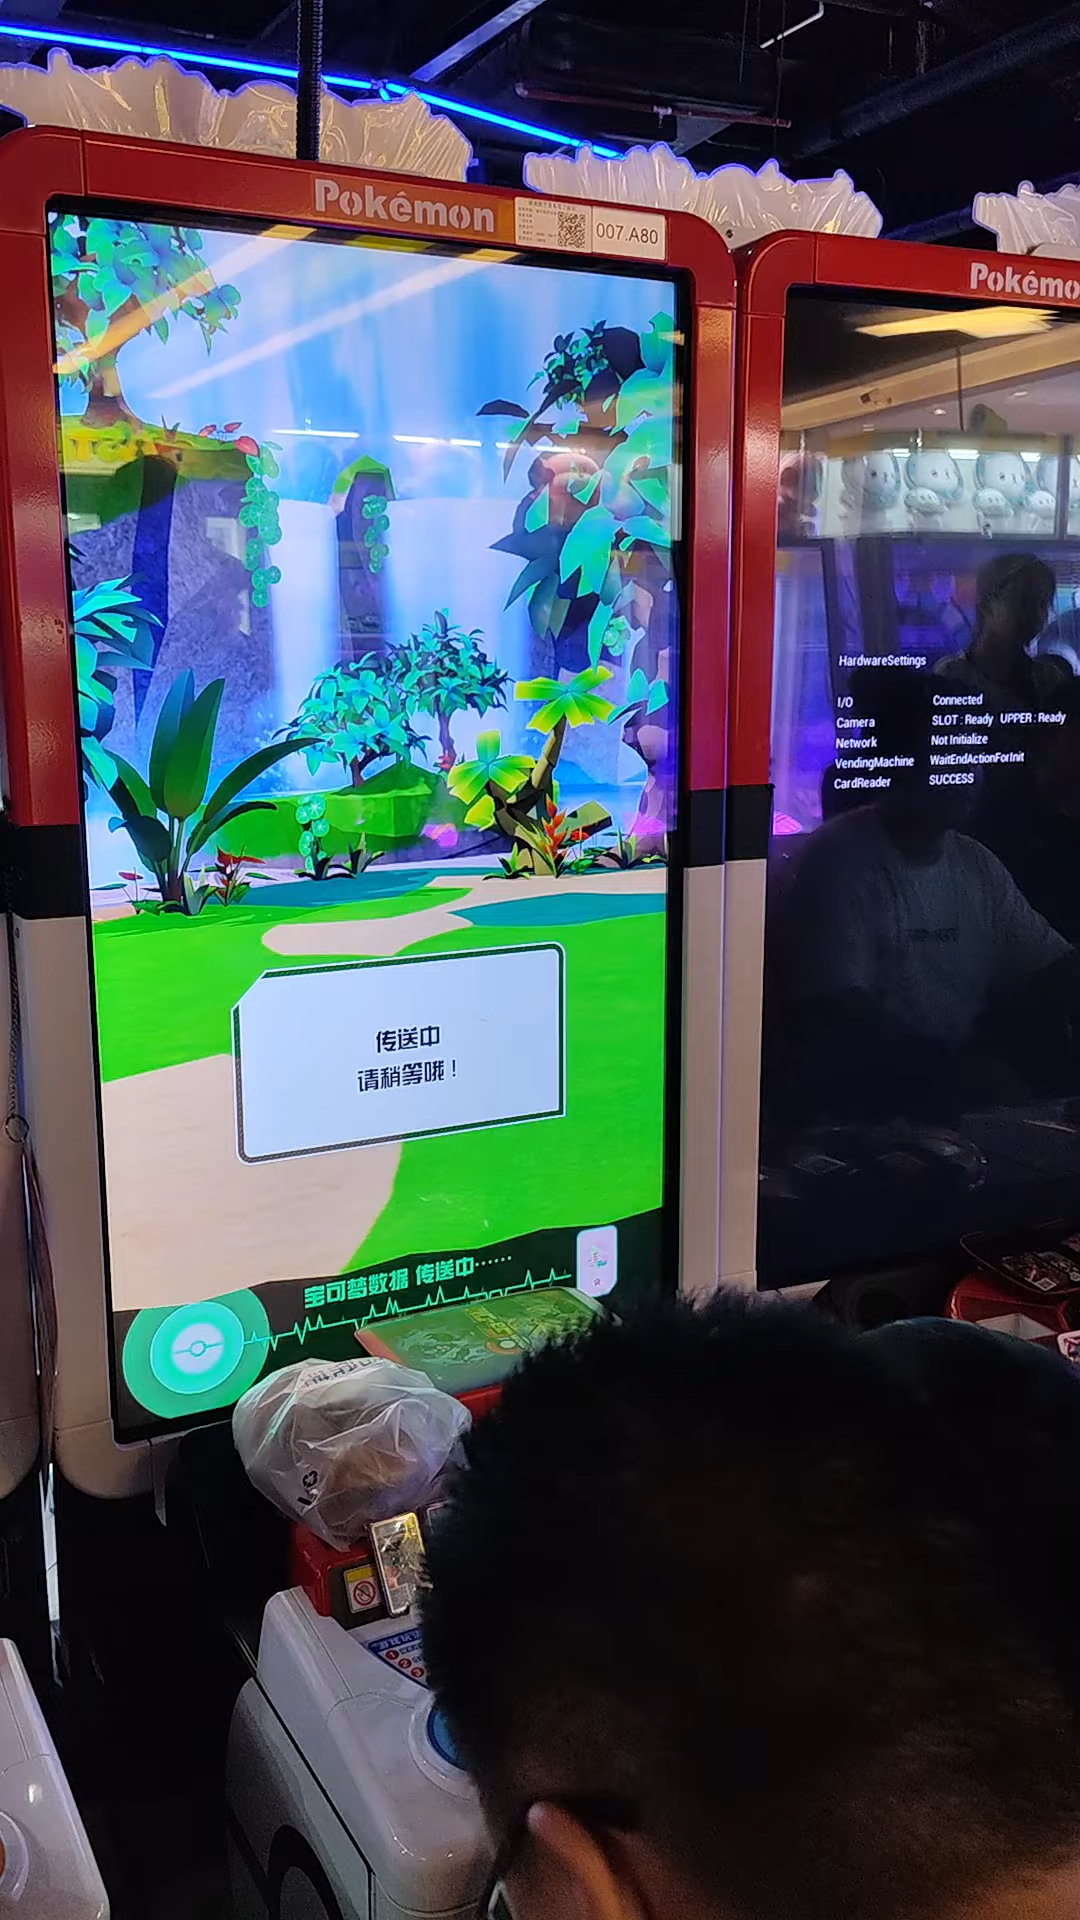 Pokémon
007.A80
Pokémo
HardwareSettings
I/O Connected
Camera SLOT : Ready UPPER : Ready
Network Not Initialize
VendingMachine WaitEndActionForInit
CardReader SUCCESS
传送中
请稍等哦！
宝可梦数据 传送中……
R